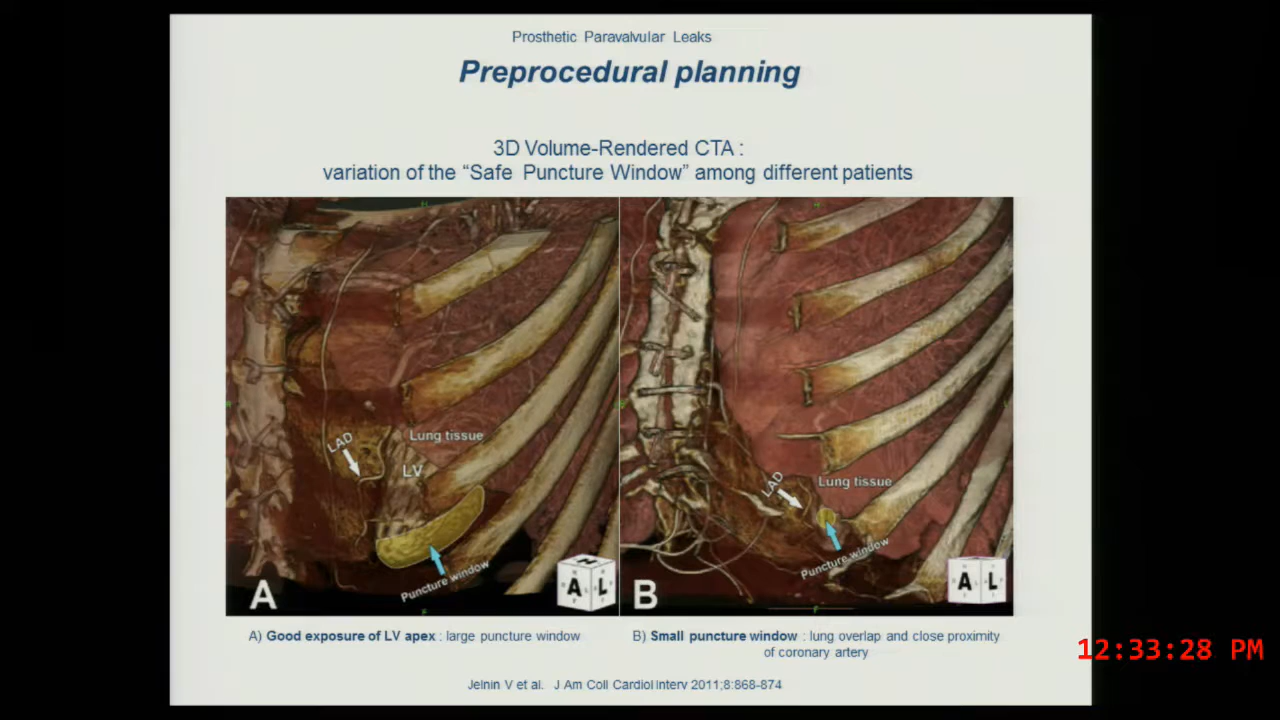 Prosthetic Paravalvular Leaks
Preprocedural planning
3D Volume-Rendered CTA :
variation of the “Safe Puncture Window” among different patients
LAD
Lung tissue
LV
Puncture window
A
A L
LAD
Lung tissue
Puncture window
B
A L
A) Good exposure of LV apex : large puncture window
B) Small puncture window : lung overlap and close proximity
of coronary artery
12:33:28 PM
Jelnin V et al. J Am Coll Cardiol Interv 2011;8:868-874